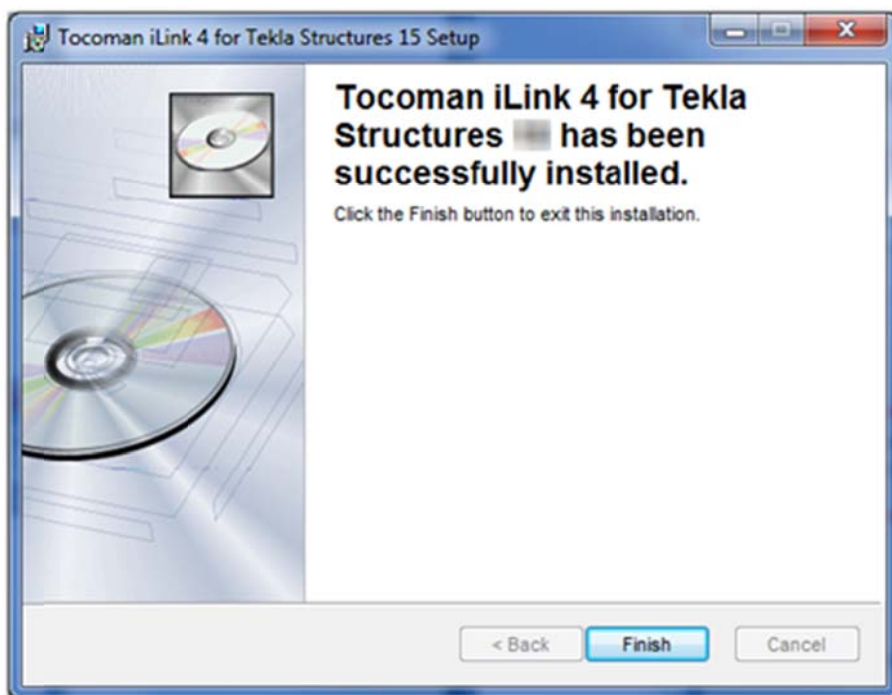 Tocoman iLink 4 for Tekla Structures 15 Setup
Tocoman iLink 4 for Tekla
Structures has been
successfully installed.
Click the Finish button to exit this installation.
< Back Finish Cancel